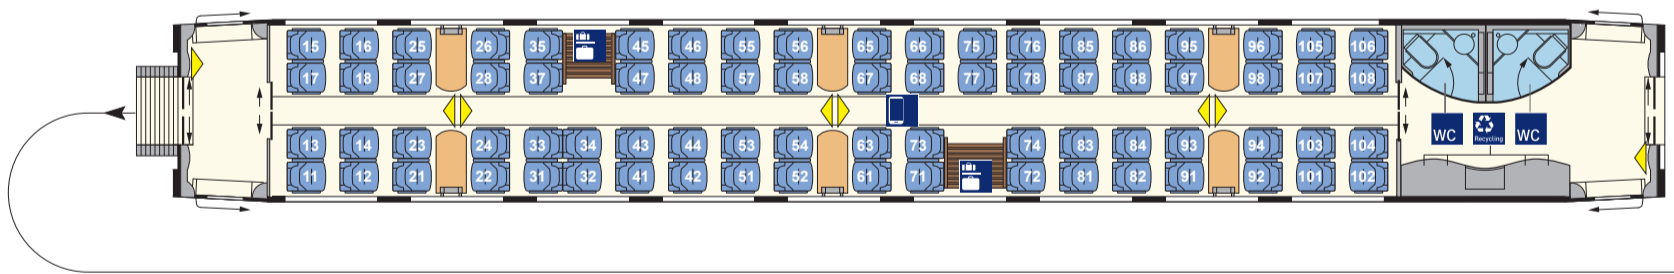 15 16 25 26 35 45 46 55 56 65 66 75 76 85 86 95 96 105 106
17 18 27 28 37 47 48 57 58 67 68 77 78 87 88 97 98 107 108
WC Recycling WC
13 14 23 24 33 34 43 44 53 54 63 73 74 83 84 93 94 103 104
11 12 21 22 31 32 41 42 51 52 61 71 72 81 82 91 92 101 102